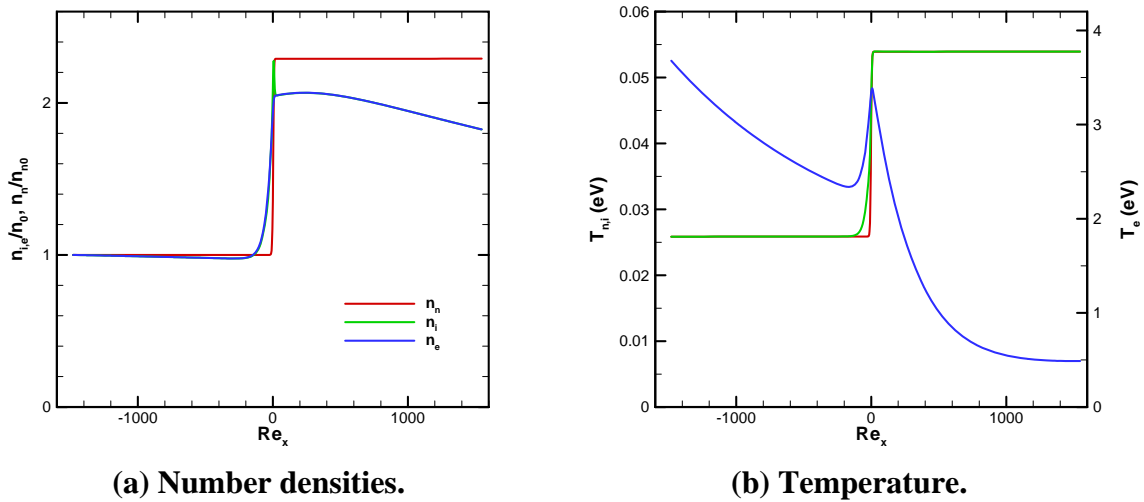 n_i,e/n_0, n_n/n_n0
2
1
0
-1000
0
1000
Re_x
n_n
n_i
n_e
(a) Number densities.
T_n,i (eV)
0.06
0.05
0.04
0.03
0.02
0.01
0
-1000
0
1000
Re_x
4
3
2
1
0
T_e (eV)
(b) Temperature.